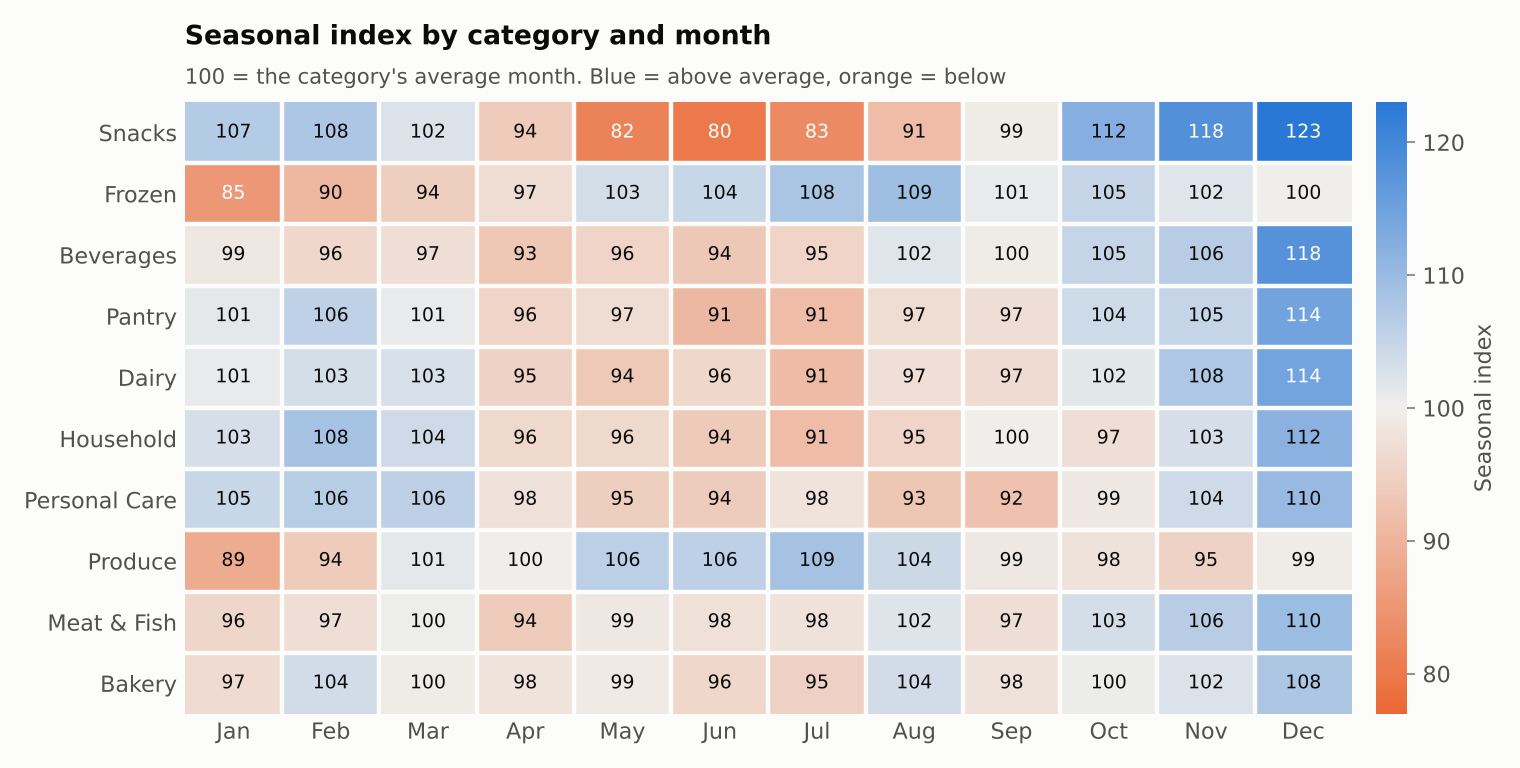 Seasonal index by category and month
100 = the category's average month. Blue = above average, orange = below
Snacks 107 108 102 94 82 80 83 91 99 112 118 123
Frozen 85 90 94 97 103 104 108 109 101 105 102 100
Beverages 99 96 97 93 96 94 95 102 100 105 106 118
Pantry 101 106 101 96 97 91 91 97 97 104 105 114
Dairy 101 103 103 95 94 96 91 97 97 102 108 114
Household 103 108 104 96 96 94 91 95 100 97 103 112
Personal Care 105 106 106 98 95 94 98 93 92 99 104 110
Produce 89 94 101 100 106 106 109 104 99 98 95 99
Meat & Fish 96 97 100 94 99 98 98 102 97 103 106 110
Bakery 97 104 100 98 99 96 95 104 98 100 102 108
Jan Feb Mar Apr May Jun Jul Aug Sep Oct Nov Dec
120
110
100
90
80
Seasonal index